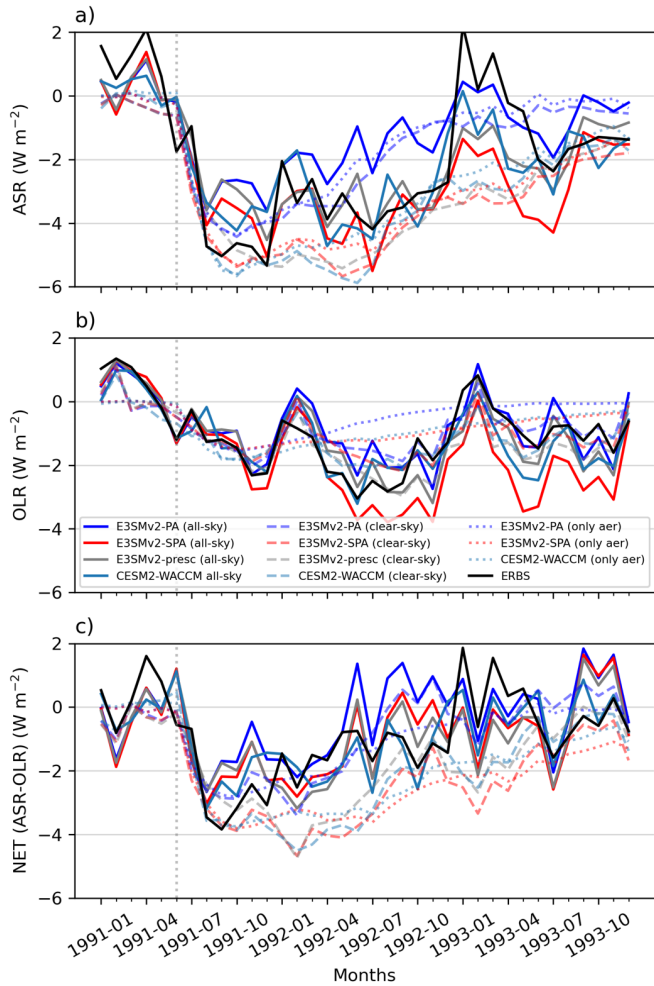 a)
2
0
−2
−4
−6
ASR (W m−2)
b)
2
0
−2
−4
−6
OLR (W m−2)
E3SMv2-PA (all-sky)
E3SMv2-SPA (all-sky)
E3SMv2-presc (all-sky)
CESM2-WACCM all-sky
E3SMv2-PA (clear-sky)
E3SMv2-SPA (clear-sky)
E3SMv2-presc (clear-sky)
CESM2-WACCM (clear-sky)
E3SMv2-PA (only aer)
E3SMv2-SPA (only aer)
CESM2-WACCM (only aer)
ERBS
c)
2
0
−2
−4
−6
NET (ASR-OLR) (W m−2)
1991-01
1991-04
1991-07
1991-10
1992-01
1992-04
1992-07
1992-10
1993-01
1993-04
1993-07
1993-10
Months